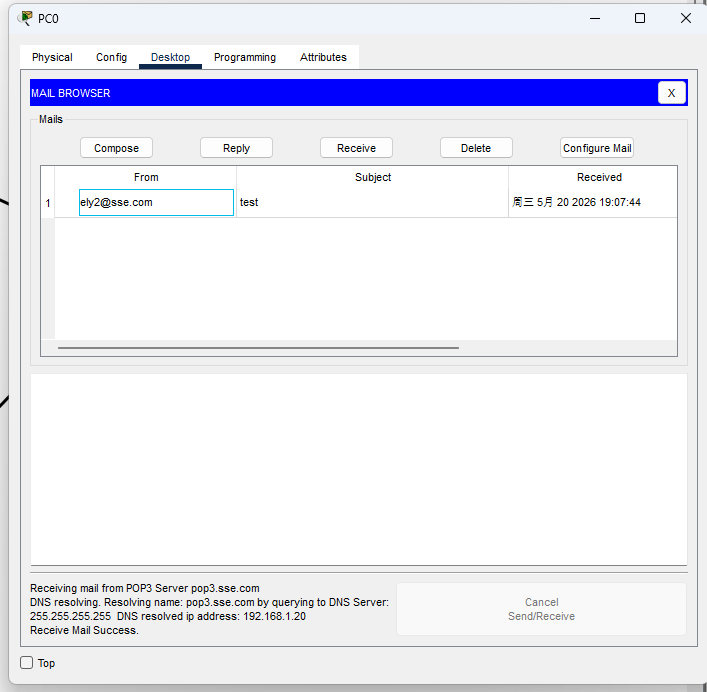 PC0
Physical Config Desktop Programming Attributes
MAIL BROWSER X
Mails
Compose Reply Receive Delete Configure Mail
From Subject Received
1 ely2@sse.com test 周三 5月 20 2026 19:07:44
Receiving mail from POP3 Server pop3.sse.com
DNS resolving. Resolving name: pop3.sse.com by querying to DNS Server:
255.255.255.255  DNS resolved ip address: 192.168.1.20
Receive Mail Success.
Cancel
Send/Receive
Top